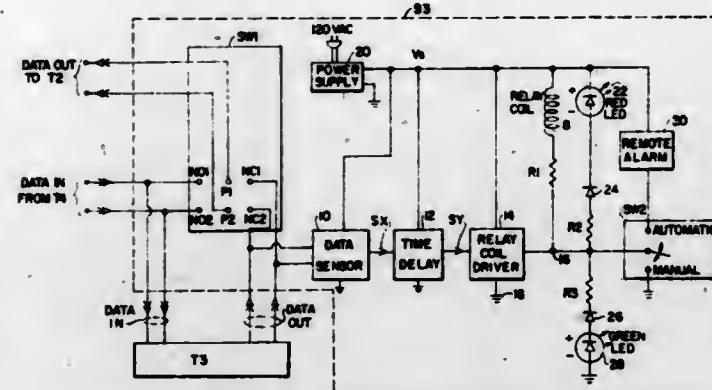 93
SW1
120 VAC
20
POWER
SUPPLY
Vs
DATA OUT
TO T2
RELAY
COIL
8
22
RED
LED
30
REMOTE
ALARM
R1
24
DATA IN
FROM T4
NO1
P1
NC1
NO2
P2
NC2
10
DATA
SENSOR
SX
12
TIME
DELAY
SY
14
RELAY
COIL
DRIVER
R2
SW2
AUTOMATIC
MANUAL
16
18
R3
26
GREEN
LED
28
DATA
IN
DATA
OUT
T3